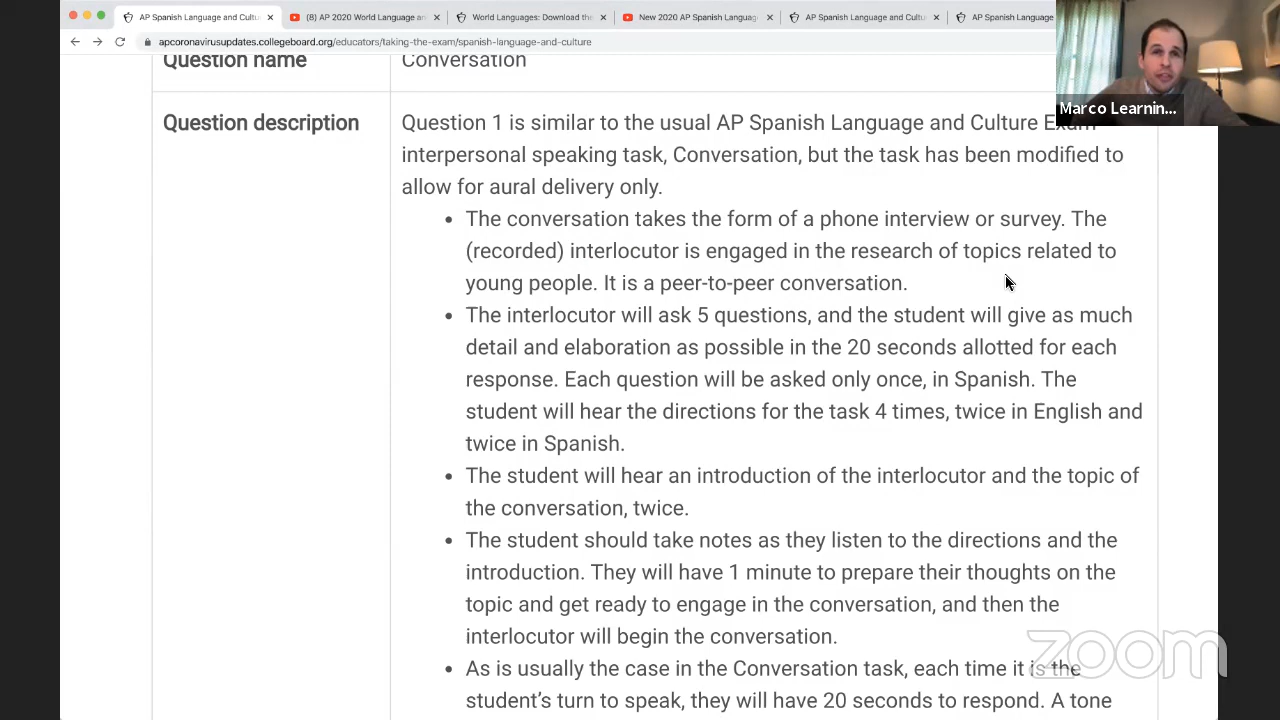 AP Spanish Language and Cultu
(8) AP 2020 World Language an
World Languages: Download the
New 2020 AP Spanish Languag
AP Spanish Language and Cultu
AP Spanish Language
apcoronavirusupdates.collegeboard.org/educators/taking-the-exam/spanish-language-and-culture
Marco Learnin...
Question name
Conversation
Question description
Question 1 is similar to the usual AP Spanish Language and Culture Exam
interpersonal speaking task, Conversation, but the task has been modified to
allow for aural delivery only.
• The conversation takes the form of a phone interview or survey. The
(recorded) interlocutor is engaged in the research of topics related to
young people. It is a peer-to-peer conversation.
• The interlocutor will ask 5 questions, and the student will give as much
detail and elaboration as possible in the 20 seconds allotted for each
response. Each question will be asked only once, in Spanish. The
student will hear the directions for the task 4 times, twice in English and
twice in Spanish.
• The student will hear an introduction of the interlocutor and the topic of
the conversation, twice.
• The student should take notes as they listen to the directions and the
introduction. They will have 1 minute to prepare their thoughts on the
topic and get ready to engage in the conversation, and then the
interlocutor will begin the conversation.
• As is usually the case in the Conversation task, each time it is the
student’s turn to speak, they will have 20 seconds to respond. A tone
zoom